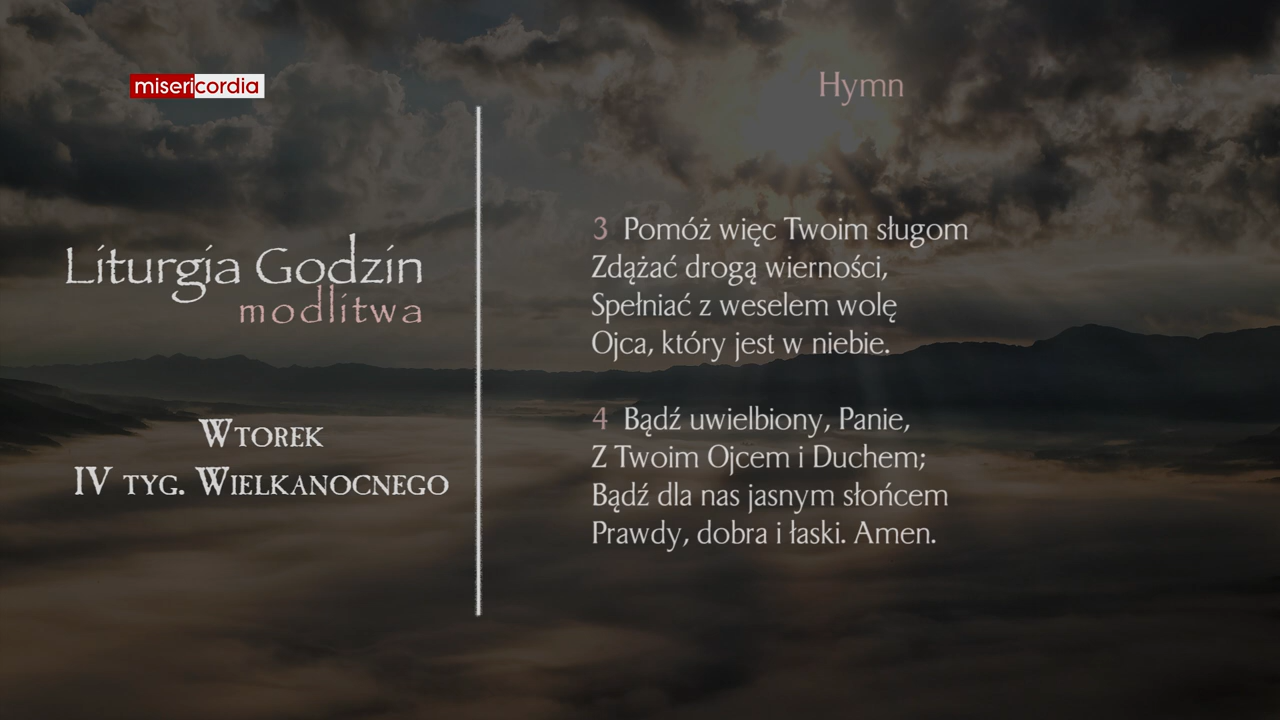 misericordia
Liturgia Godzin
modlitwa
Wtorek
IV tyg. Wielkanocnego
Hymn
3 Pomóż więc Twoim sługom
Zdążać drogą wierności,
Spełniać z weselem wolę
Ojca, który jest w niebie.
4 Bądź uwielbiony, Panie,
Z Twoim Ojcem i Duchem;
Bądź dla nas jasnym słońcem
Prawdy, dobra i łaski. Amen.